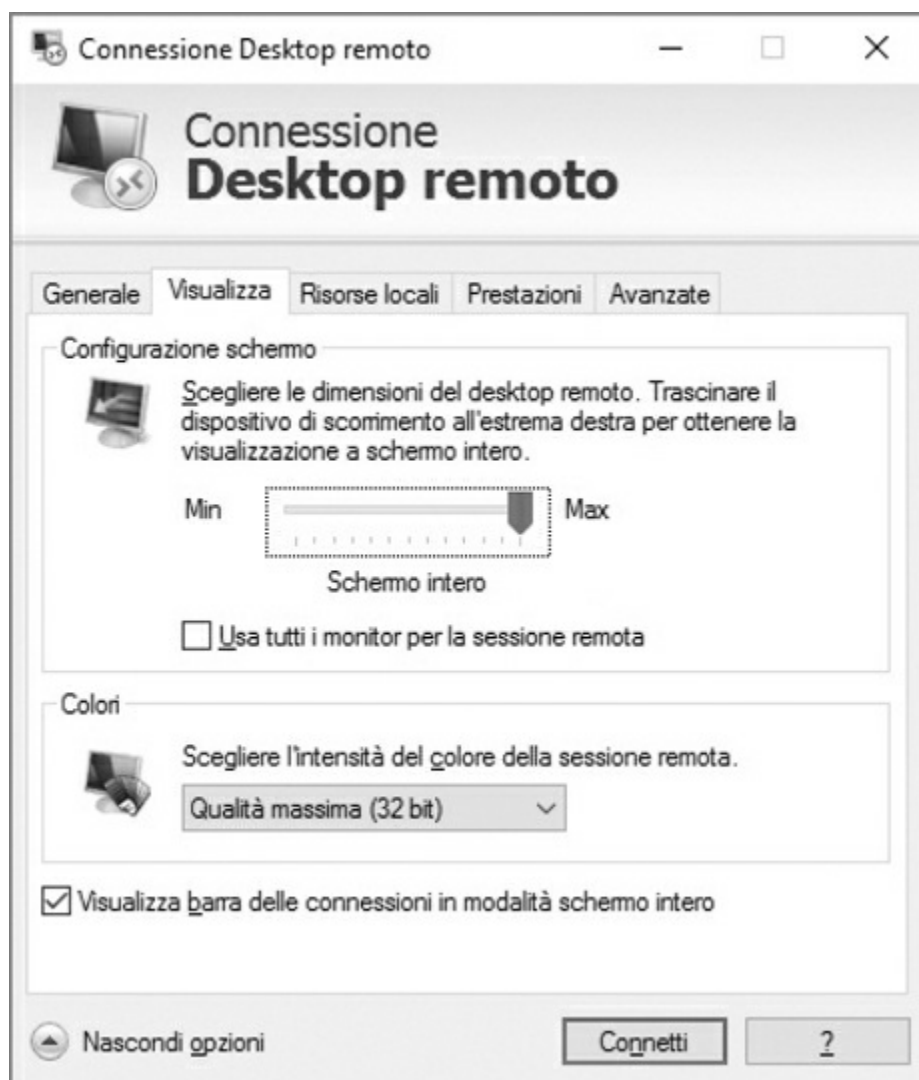 Connessione Desktop remoto
Connessione
Desktop remoto
Generale Visualizza Risorse locali Prestazioni Avanzate
Configurazione schermo
Scegliere le dimensioni del desktop remoto. Trascinare il
dispositivo di scorrimento all'estrema destra per ottenere la
visualizzazione a schermo intero.
Min Max
Schermo intero
Usa tutti i monitor per la sessione remota
Colori
Scegliere l'intensità del colore della sessione remota.
Qualità massima (32 bit)
Visualizza barra delle connessioni in modalità schermo intero
Nascondi opzioni Connetti ?